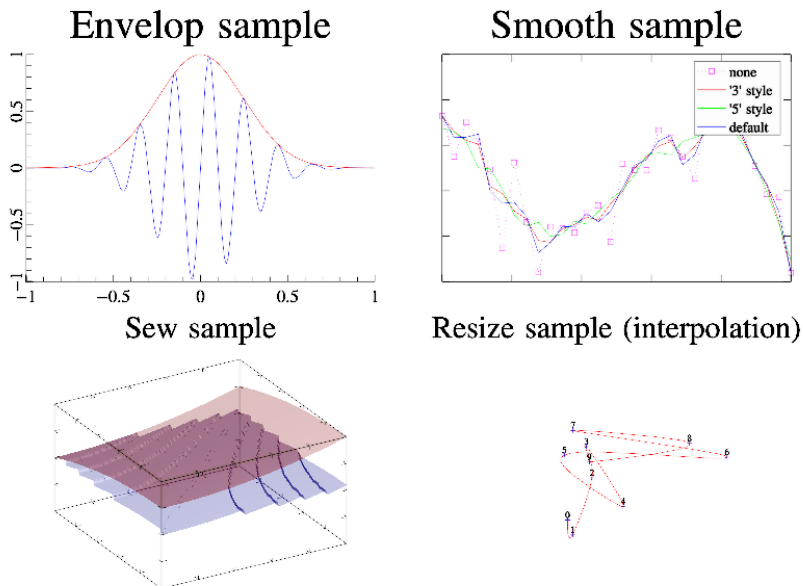 Envelop sample
Smooth sample
1
0.5
0
−0.5
−1
−1
−0.5
0
0.5
1
none
'3' style
'5' style
default
Sew sample
Resize sample (interpolation)
7
8
3
5
9
6
2
4
0
1